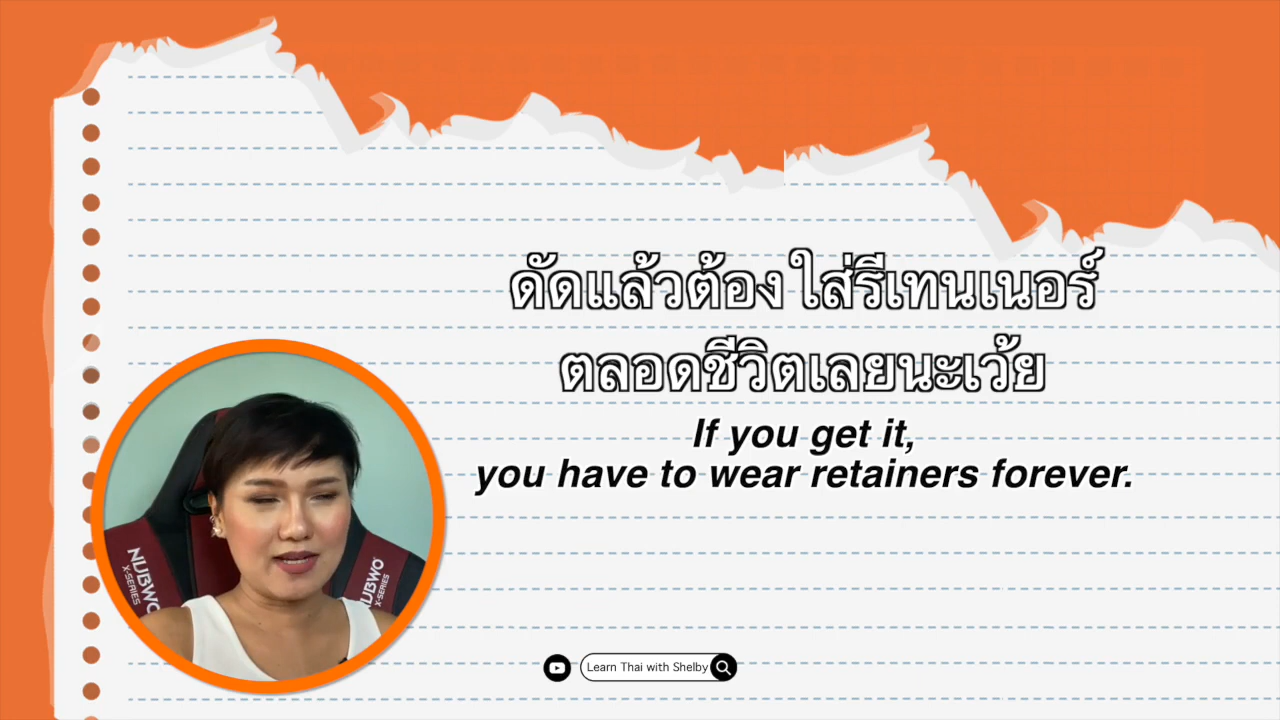 ดัดแล้วต้องใส่รีเทนเนอร์
ตลอดชีวิตเลยนะเว้ย
If you get it,
you have to wear retainers forever.
NUBWO
X-SERIES
NUBWO
X-SERIES
Learn Thai with Shelby